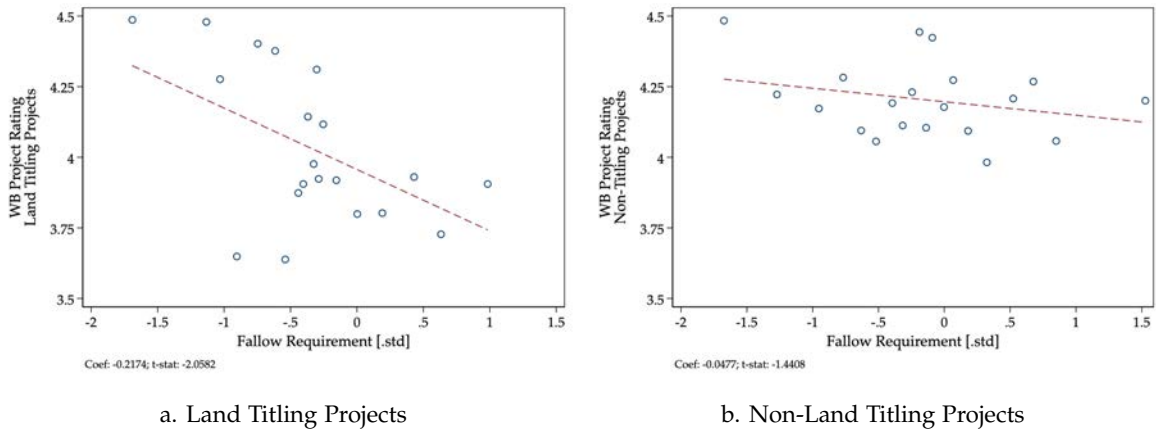 WB Project Rating
Land Titling Projects
4.5
4.25
4
3.75
3.5
-2
-1.5
-1
-.5
0
.5
1
1.5
Fallow Requirement [.std]
Coef: -0.2174; t-stat: -2.0582
a. Land Titling Projects
WB Project Rating
Non-Titling Projects
4.5
4.25
4
3.75
3.5
-2
-1.5
-1
-.5
0
.5
1
1.5
Fallow Requirement [.std]
Coef: -0.0477; t-stat: -1.4408
b. Non-Land Titling Projects